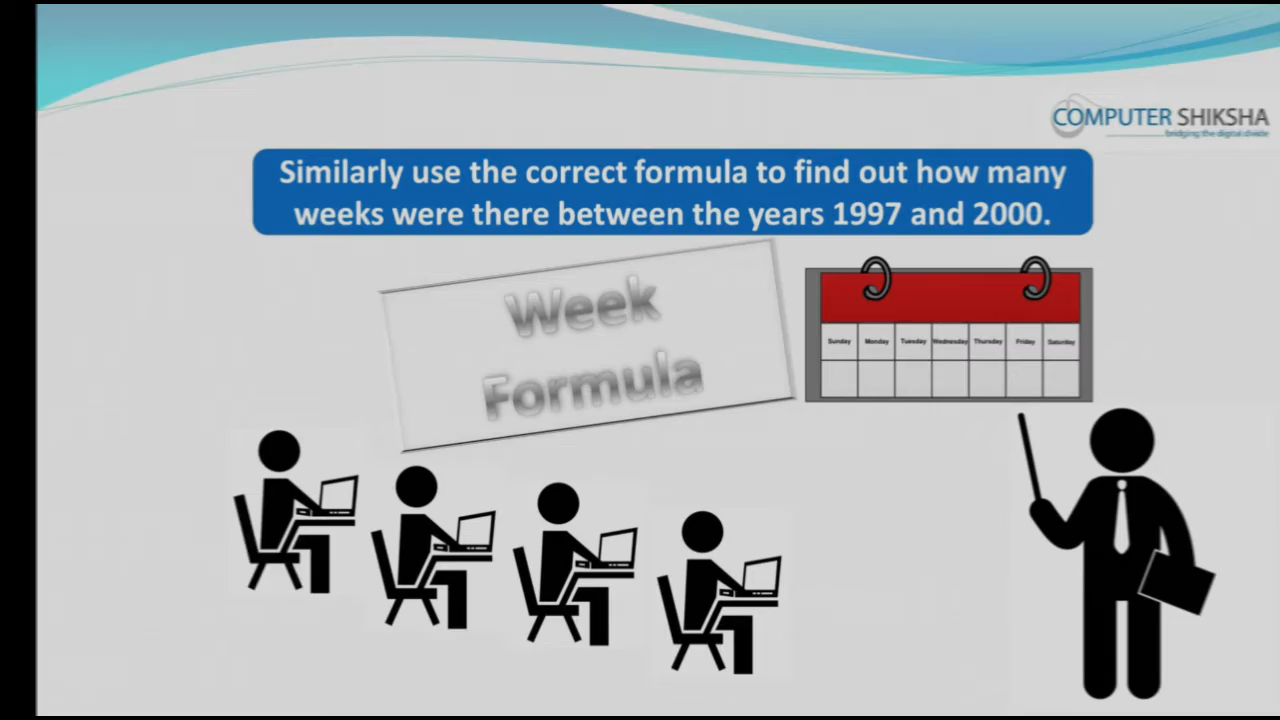 COMPUTER SHIKSHA
bridging the digital divide
Similarly use the correct formula to find out how many
weeks were there between the years 1997 and 2000.
Week
Formula
Sunday Monday Tuesday Wednesday Thursday Friday Saturday